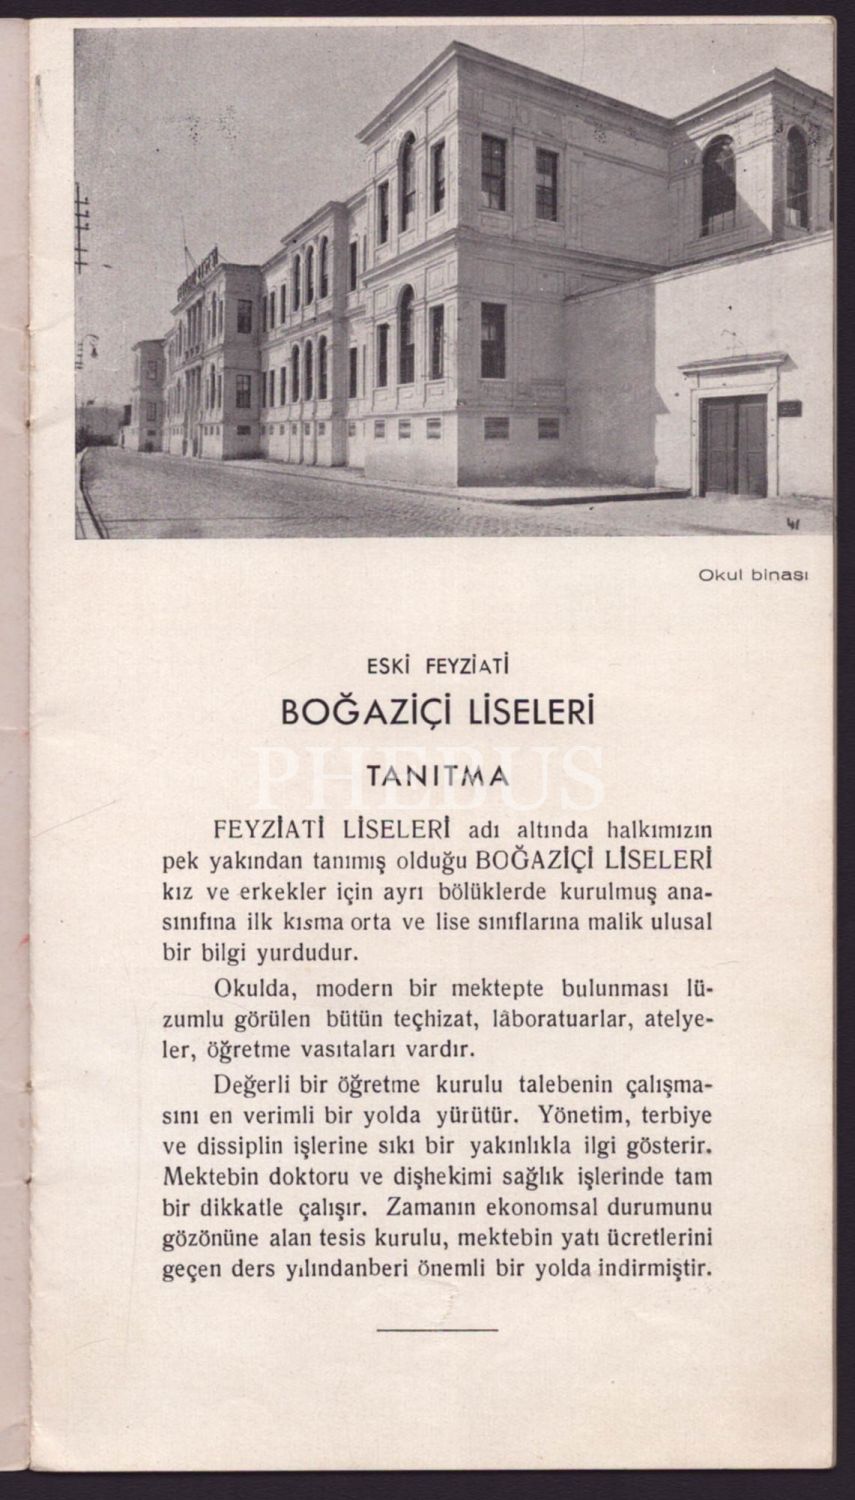 Okul binası
ESKİ FEYZİATİ
BOĞAZİÇİ LİSELERİ
PHEBUS
TANITMA
FEYZİATİ LİSELERİ adı altında halkımızın
pek yakından tanımış olduğu BOĞAZİÇİ LİSELERİ
kız ve erkekler için ayrı bölüklerde kurulmuş ana-
sınıfına ilk kısma orta ve lise sınıflarına malik ulusal
bir bilgi yurdudur.
Okulda, modern bir mektepte bulunması lü-
zumlu görülen bütün teçhizat, lâboratuarlar, atelye-
ler, öğretme vasıtaları vardır.
Değerli bir öğretme kurulu talebenin çalışma-
sını en verimli bir yolda yürütür. Yönetim, terbiye
ve dissiplin işlerine sıkı bir yakınlıkla ilgi gösterir.
Mektebin doktoru ve dişhekimi sağlık işlerinde tam
bir dikkatle çalışır. Zamanın ekonomsal durumunu
gözönüne alan tesis kurulu, mektebin yatı ücretlerini
geçen ders yılındanberi önemli bir yolda indirmiştir.